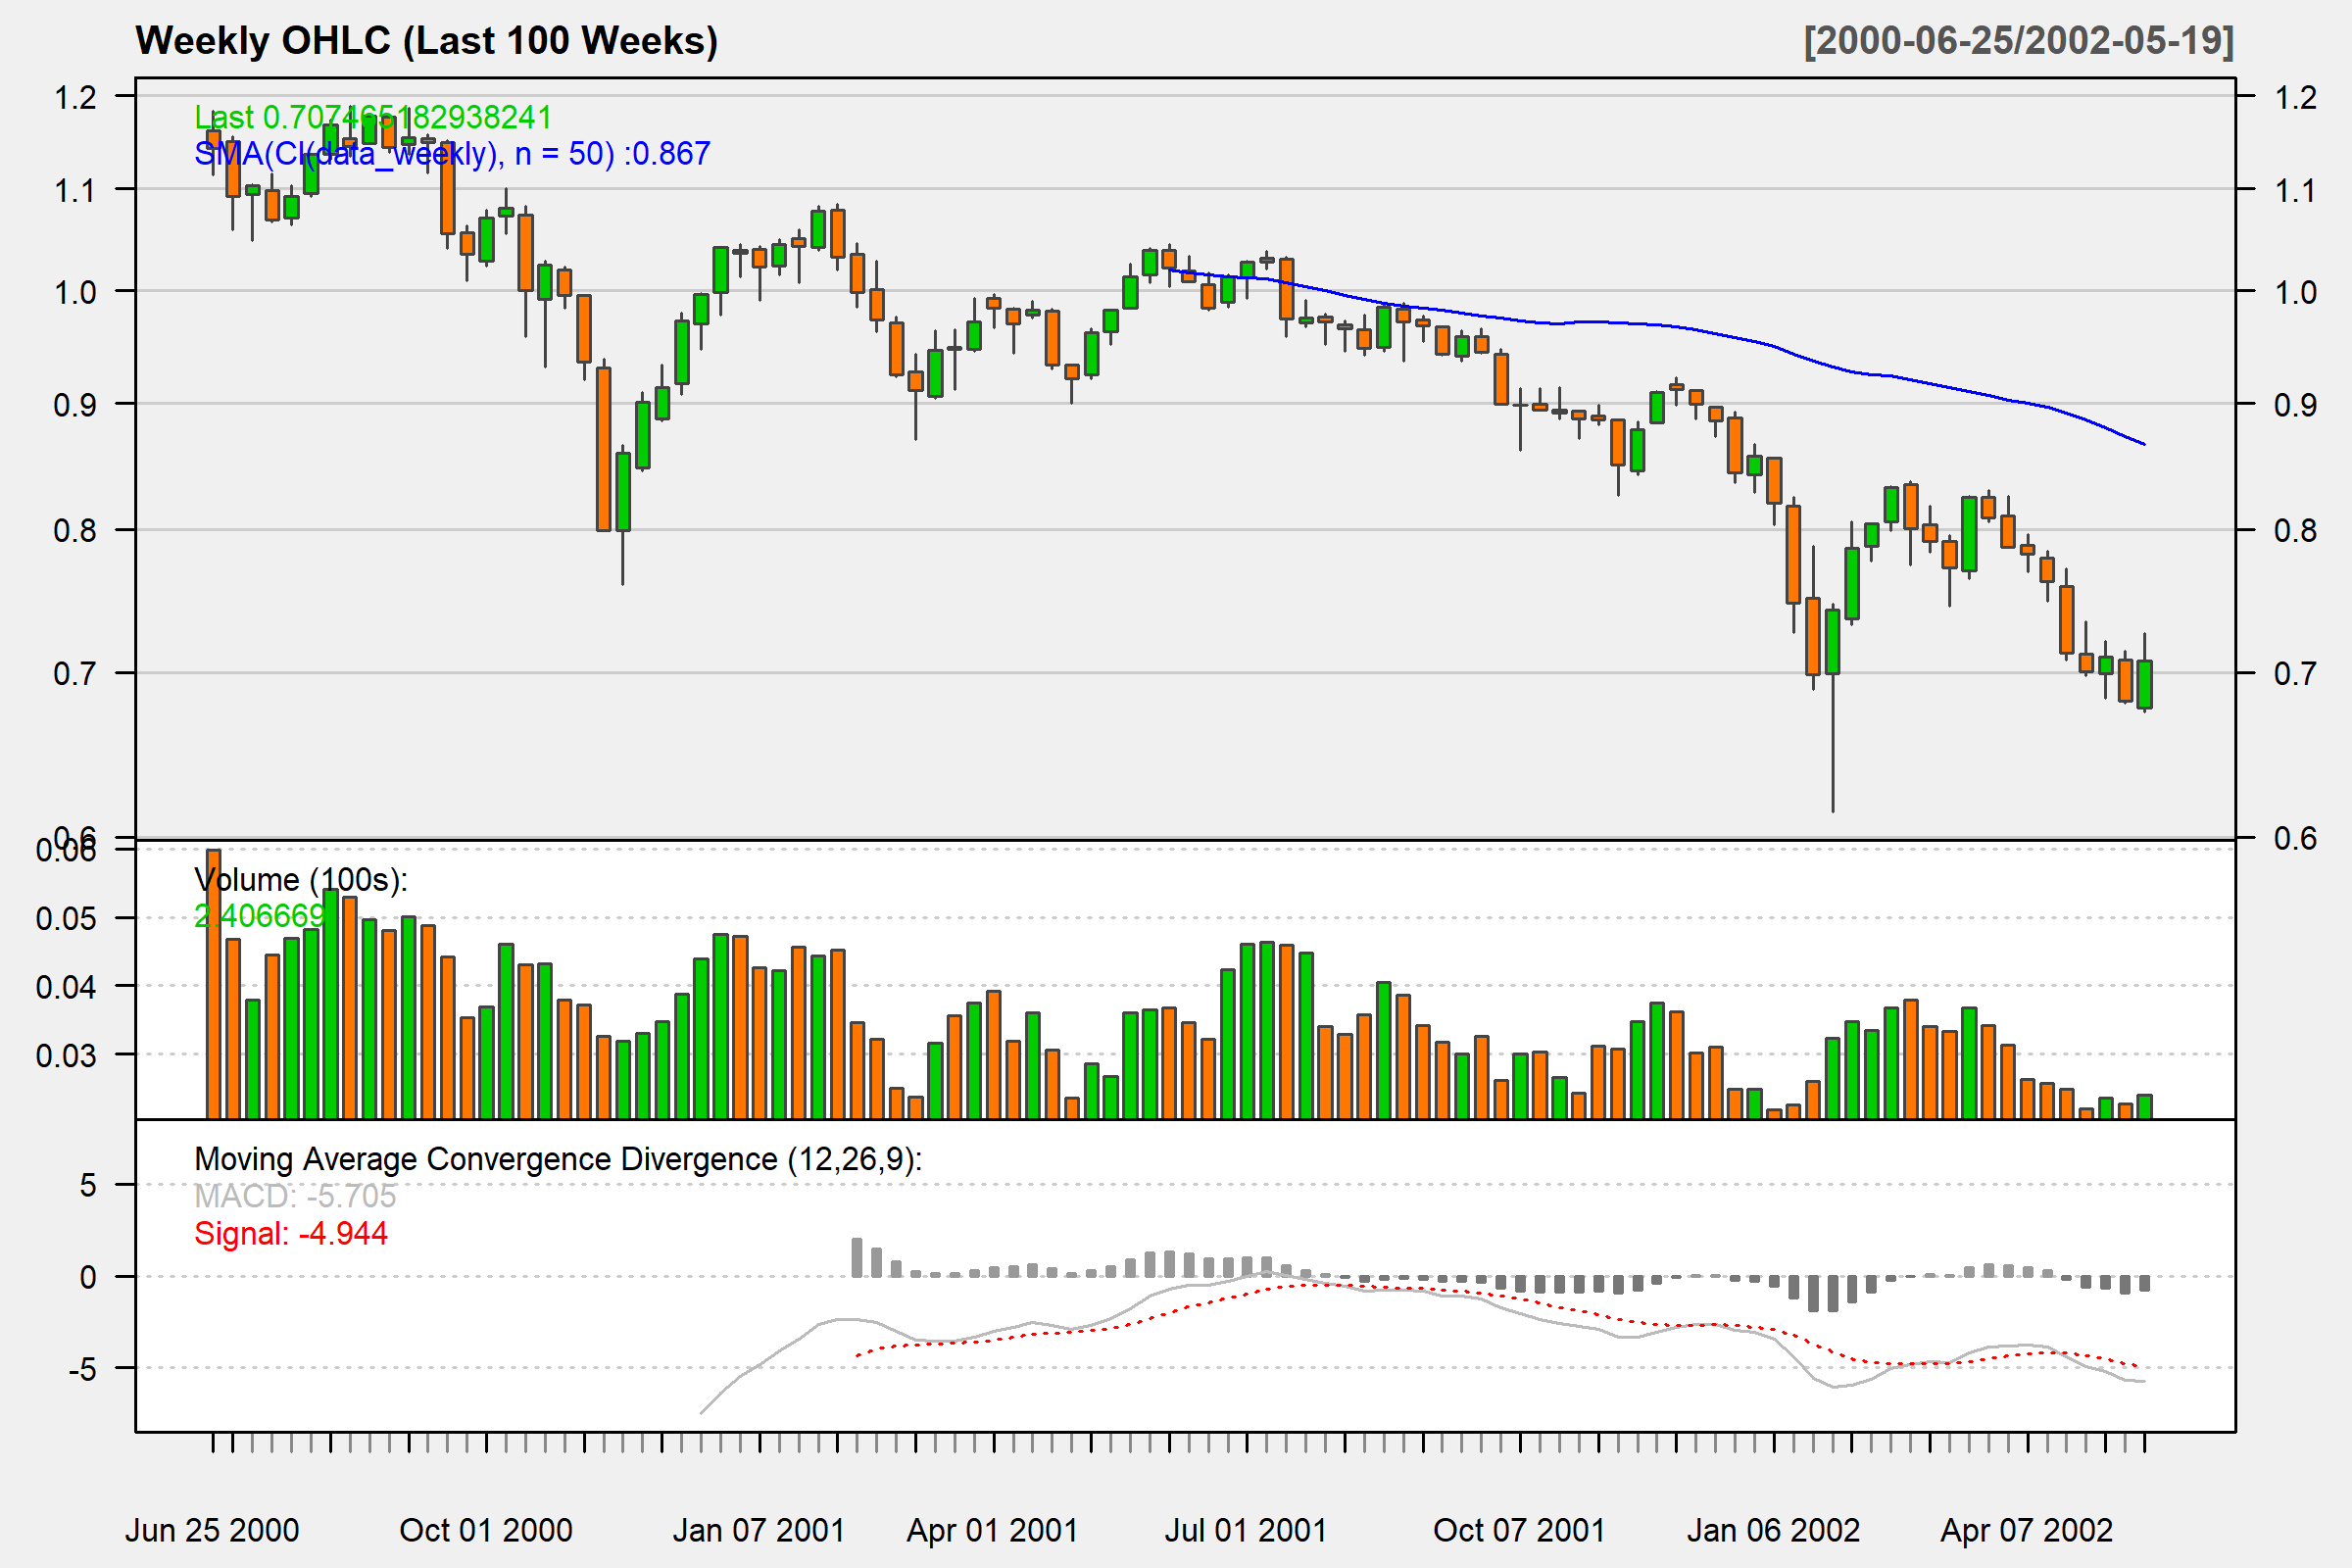 Weekly OHLC (Last 100 Weeks)
[2000-06-25/2002-05-19]
Last 0.707465182938241
SMA(Cl(data_weekly), n = 50) :0.867
1.2 1.2
1.1 1.1
1.0 1.0
0.9 0.9
0.8 0.8
0.7 0.7
0.6 0.6
Volume (100s):
2.406669
0.06
0.05
0.04
0.03
Moving Average Convergence Divergence (12,26,9):
MACD: -5.705
Signal: -4.944
5
0
-5
Jun 25 2000 Oct 01 2000 Jan 07 2001 Apr 01 2001 Jul 01 2001 Oct 07 2001 Jan 06 2002 Apr 07 2002